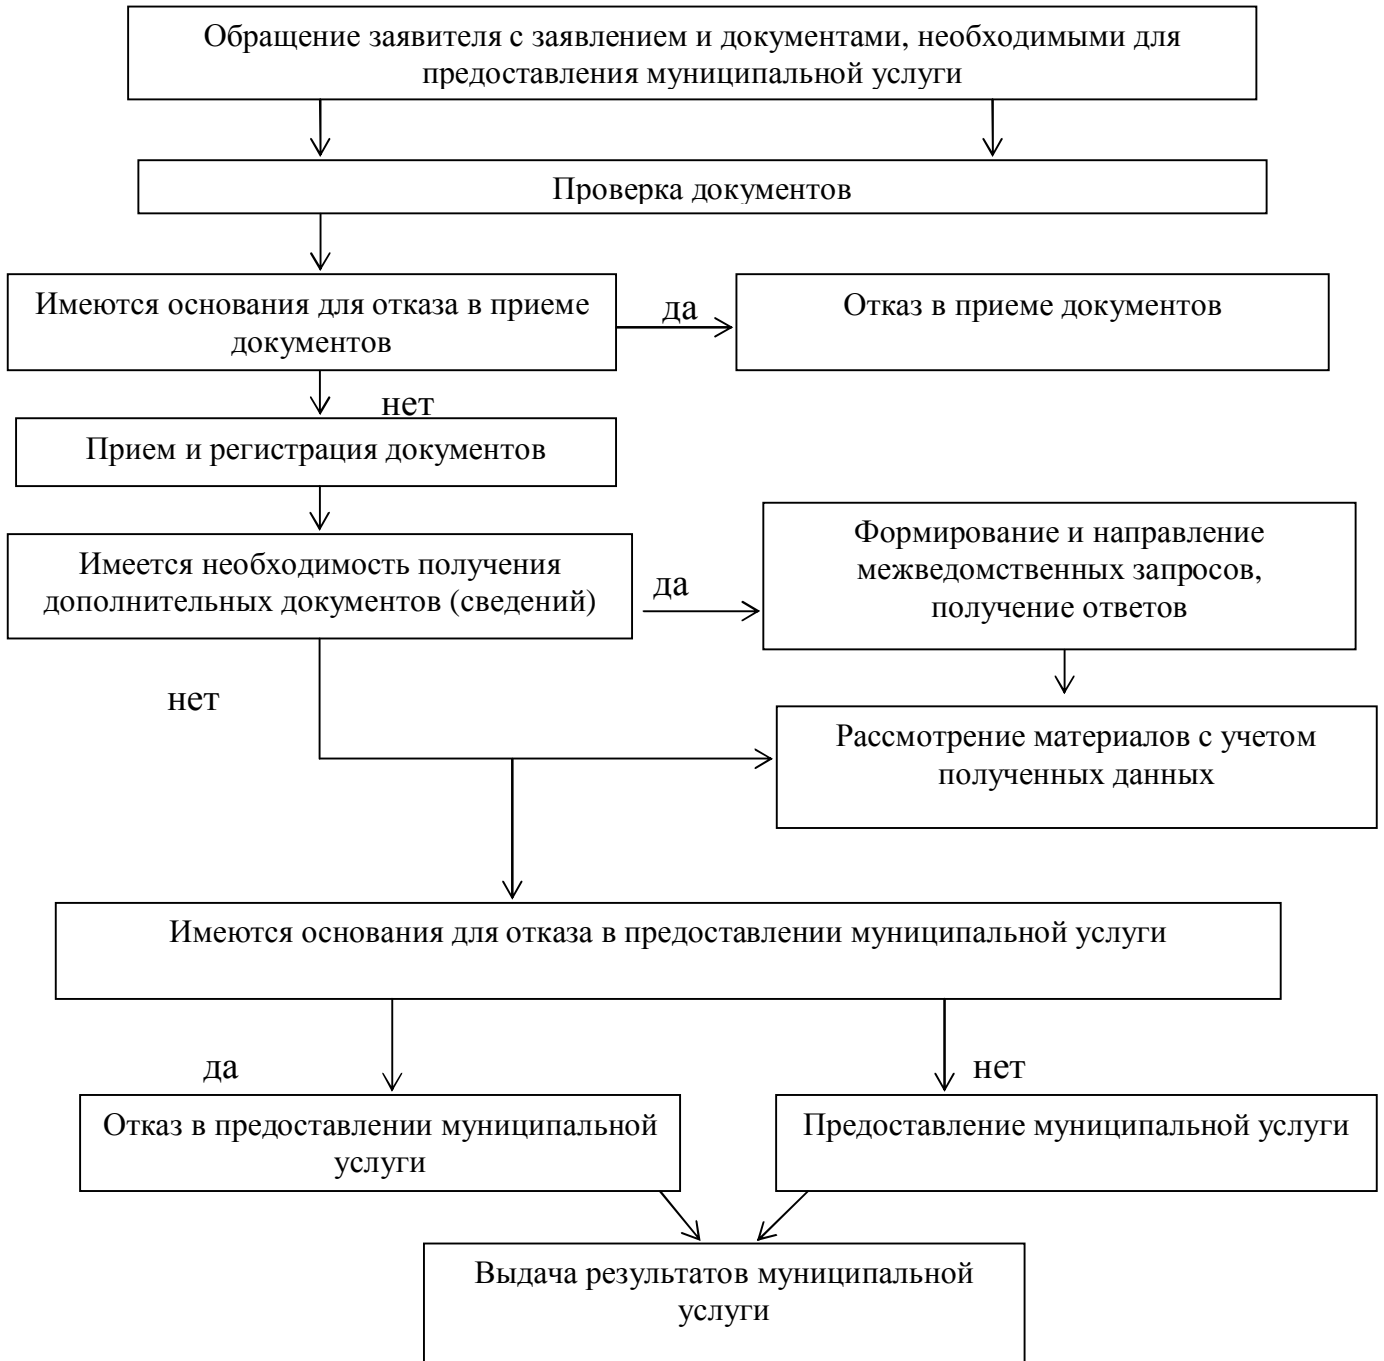 Обращение заявителя с заявлением и документами, необходимыми для
предоставления муниципальной услуги
Проверка документов
Имеются основания для отказа в приеме
документов
да
Отказ в приеме документов
нет
Прием и регистрация документов
Имеется необходимость получения
дополнительных документов (сведений)
да
Формирование и направление
межведомственных запросов,
получение ответов
нет
Рассмотрение материалов с учетом
полученных данных
Имеются основания для отказа в предоставлении муниципальной услуги
да
нет
Отказ в предоставлении муниципальной
услуги
Предоставление муниципальной услуги
Выдача результатов муниципальной
услуги